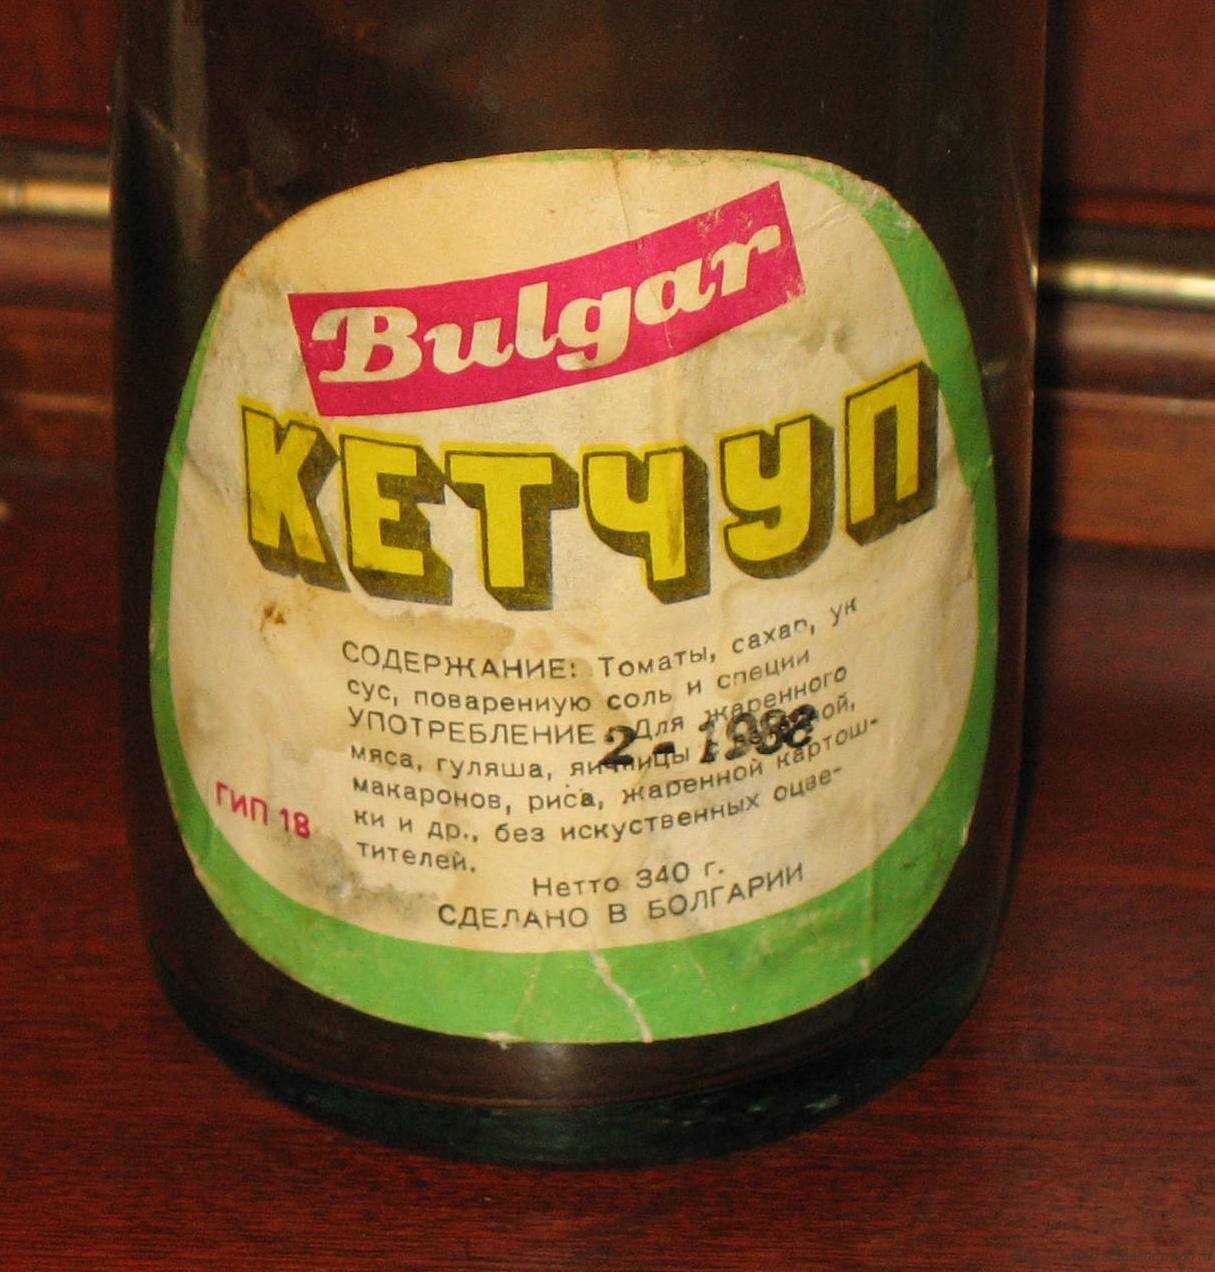 Bulgar
КЕТЧУП
СОДЕРЖАНИЕ: Томаты, сахар, ук
сус, поваренную соль и специи
УПОТРЕБЛЕНИЕ: Для жаренного
мяса, гуляша, яичницы с
2 - 1988
макаронов, риса, жаренной картош-
ки и др., без искуственных оцве-
тителей.
ГИП 18
Нетто 340 г.
СДЕЛАНО В БОЛГАРИИ